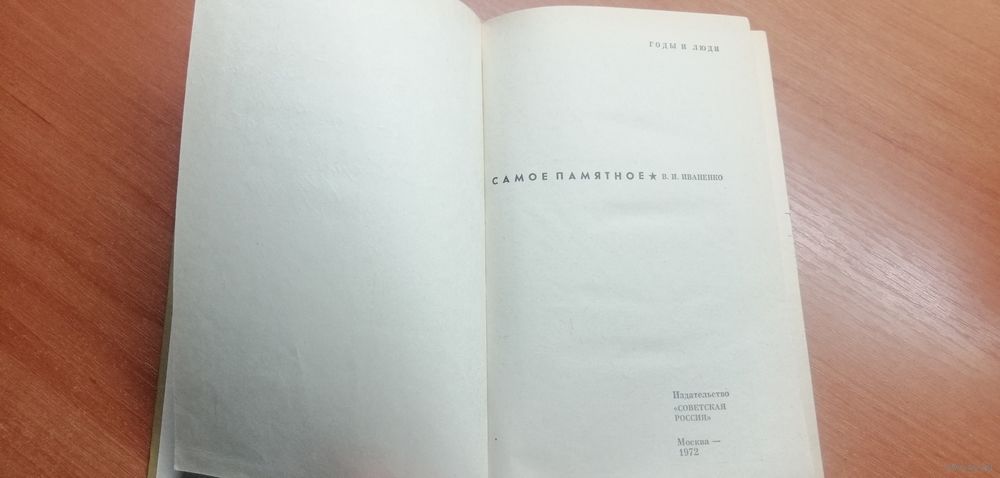 ГОДЫ И ЛЮДИ
САМОЕ ПАМЯТНОЕ ★ В. И. ИВАНЕНКО
Издательство
«СОВЕТСКАЯ
РОССИЯ»
Москва —
1972